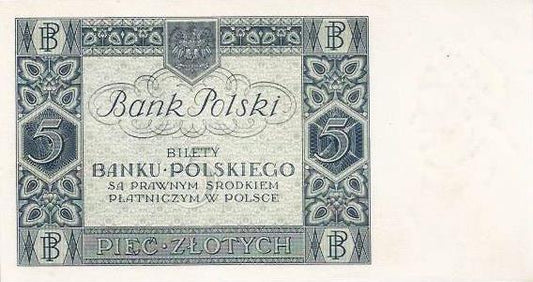 BP BP
Bank Polski
5 5
BILETY
BANKU·POLSKIEGO
SĄ PRAWNYM ŚRODKIEM
PŁATNICZYM W POLSCE
BP BP
PIĘĆ·ZŁOTYCH